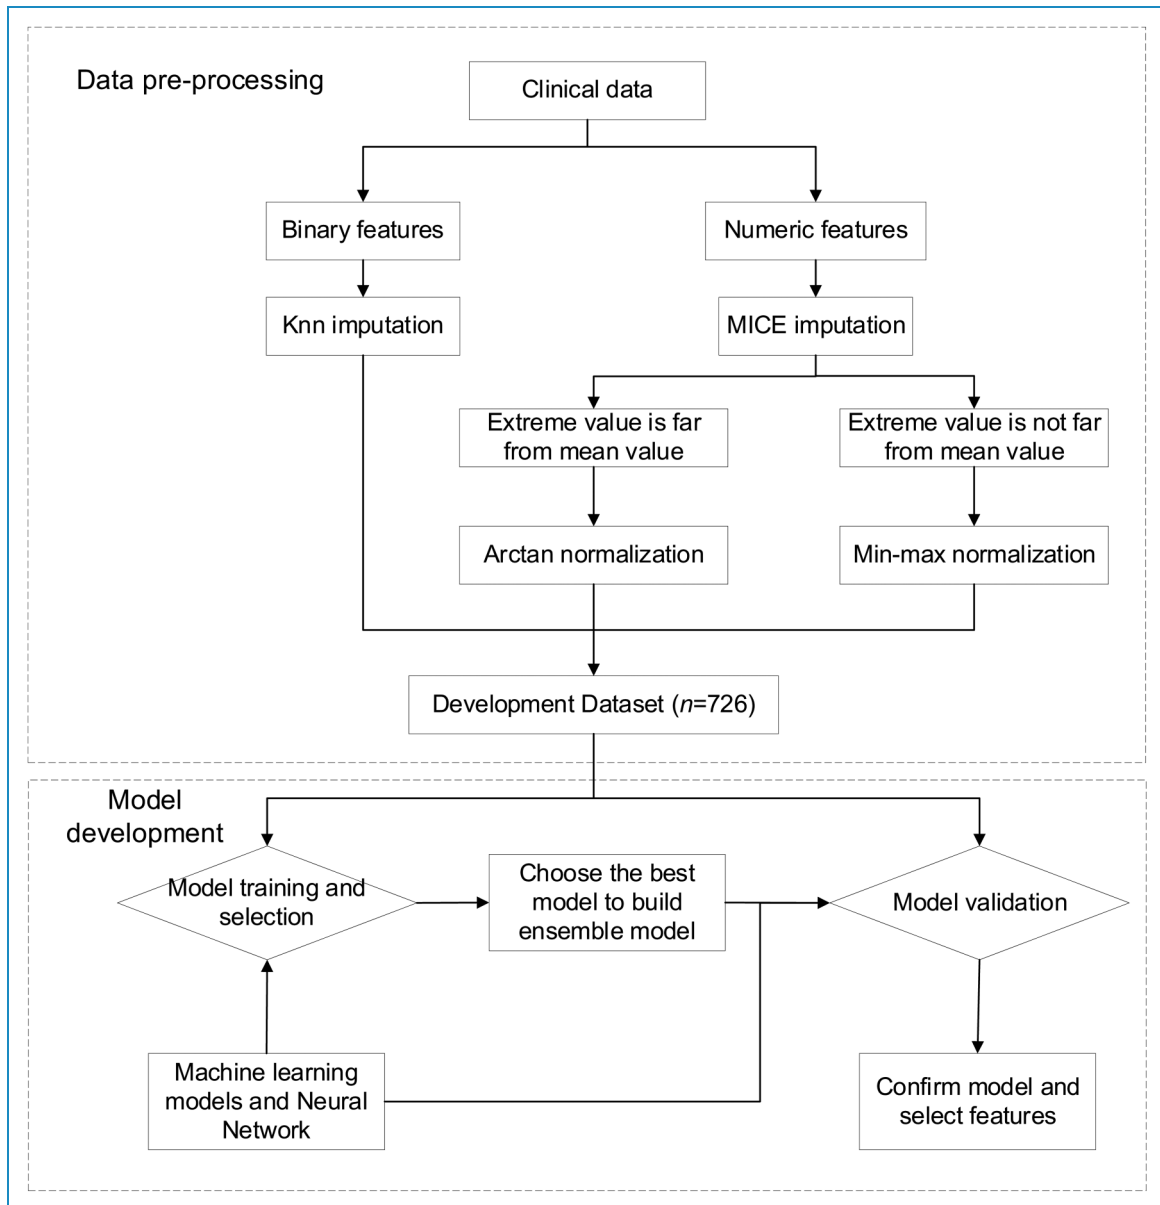 Data pre-processing
Clinical data
Binary features
Numeric features
Knn imputation
MICE imputation
Extreme value is far
from mean value
Extreme value is not far
from mean value
Arctan normalization
Min-max normalization
Development Dataset (n=726)
Model
development
Model training and
selection
Choose the best
model to build
ensemble model
Model validation
Machine learning
models and Neural
Network
Confirm model and
select features